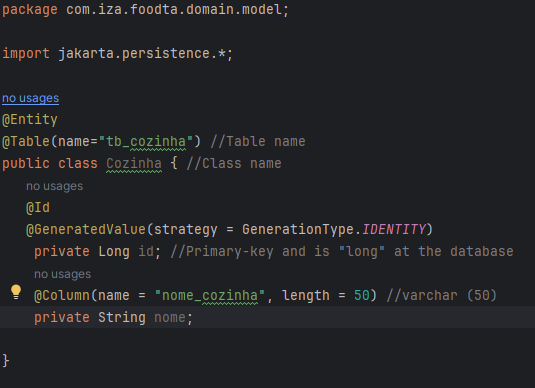 package com.iza.foodta.domain.model;
import jakarta.persistence.*;
no usages
@Entity
@Table(name="tb_cozinha") //Table name
public class Cozinha { //Class name
no usages
@Id
@GeneratedValue(strategy = GenerationType.IDENTITY)
private Long id; //Primary-key and is "long" at the database
no usages
@Column(name = "nome_cozinha", length = 50) //varchar (50)
private String nome;
}